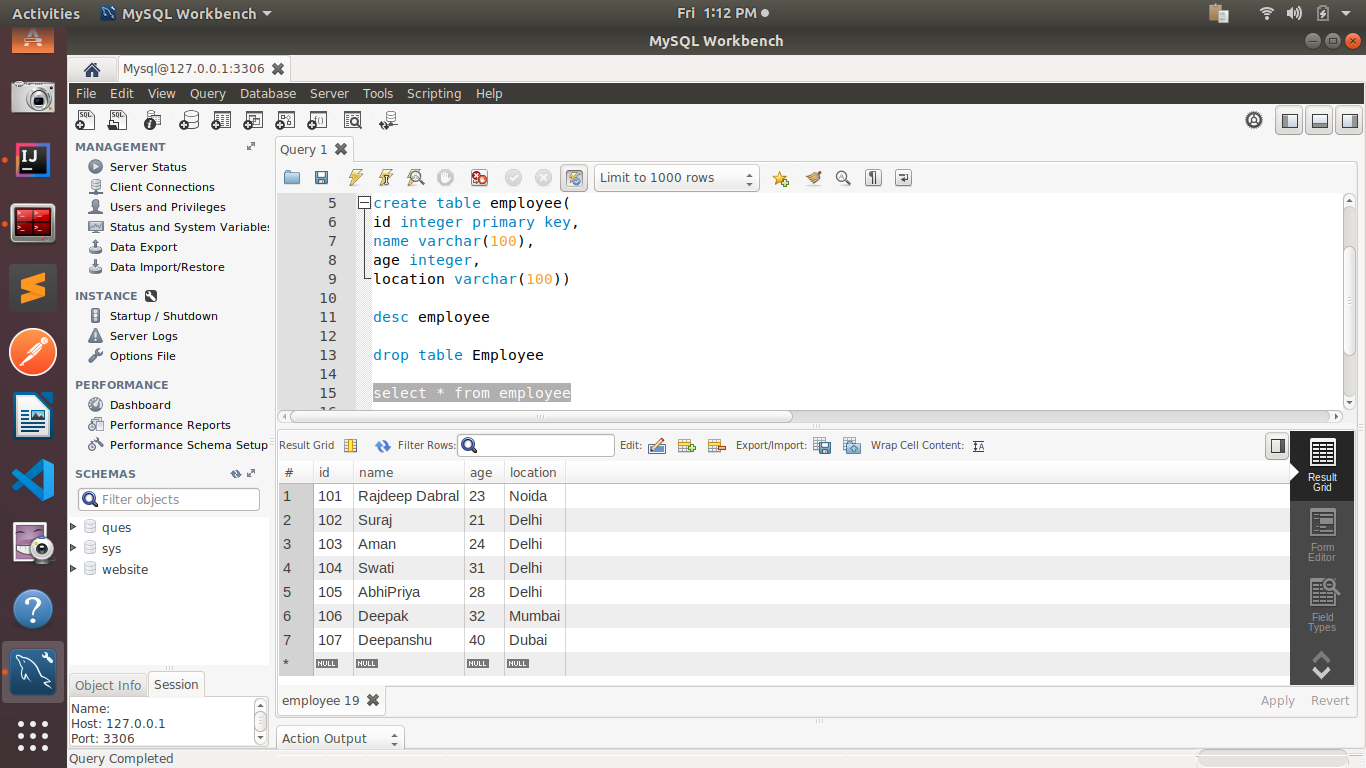 Activities MySQL Workbench Fri 1:12 PM
MySQL Workbench
Mysql@127.0.0.1:3306
File Edit View Query Database Server Tools Scripting Help
MANAGEMENT
Server Status
Client Connections
Users and Privileges
Status and System Variables
Data Export
Data Import/Restore
INSTANCE
Startup / Shutdown
Server Logs
Options File
PERFORMANCE
Dashboard
Performance Reports
Performance Schema Setup
SCHEMAS
Filter objects
ques
sys
website
Object Info Session
Name:
Host: 127.0.0.1
Port: 3306
Query 1
Limit to 1000 rows
5 create table employee(
6 id integer primary key,
7 name varchar(100),
8 age integer,
9 location varchar(100))
10
11 desc employee
12
13 drop table Employee
14
15 select * from employee
16
Result Grid Filter Rows: Edit: Export/Import: Wrap Cell Content: IA
# id name age location
1 101 Rajdeep Dabral 23 Noida
2 102 Suraj 21 Delhi
3 103 Aman 24 Delhi
4 104 Swati 31 Delhi
5 105 AbhiPriya 28 Delhi
6 106 Deepak 32 Mumbai
7 107 Deepanshu 40 Dubai
* NULL NULL NULL NULL
Result
Grid
Form
Editor
Field
Types
employee 19 Apply Revert
Action Output
Query Completed